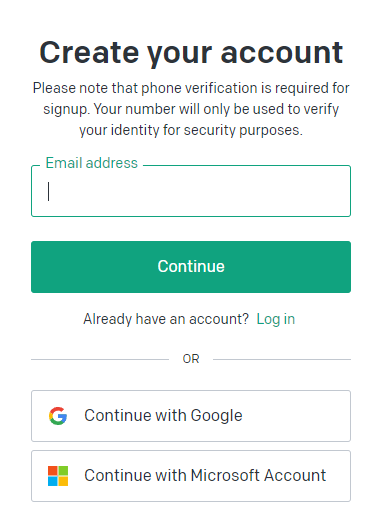 Create your account
Please note that phone verification is required for
signup. Your number will only be used to verify
your identity for security purposes.
Email address
Continue
Already have an account? Log in
OR
Continue with Google
Continue with Microsoft Account